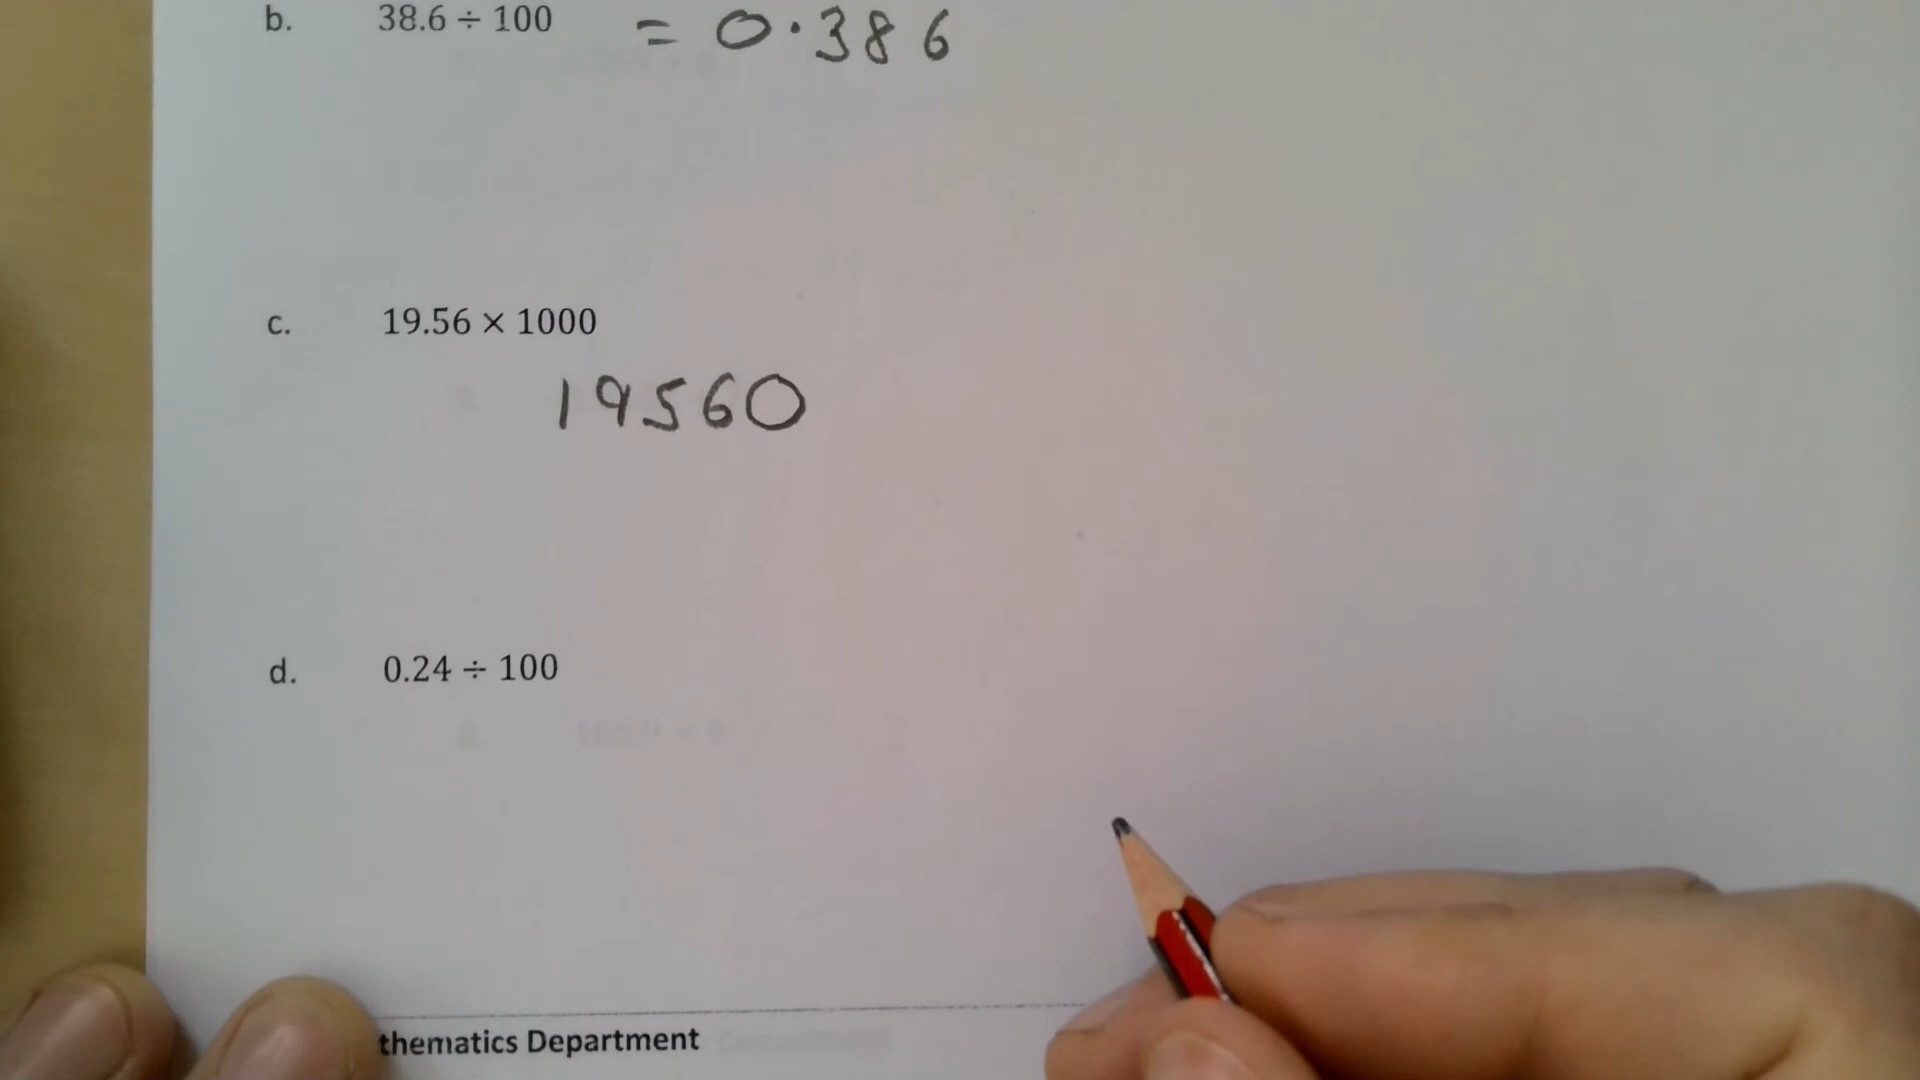 b. 38.6 ÷ 100 = 0.386
c. 19.56 × 1000
19560
d. 0.24 ÷ 100
thematics Department